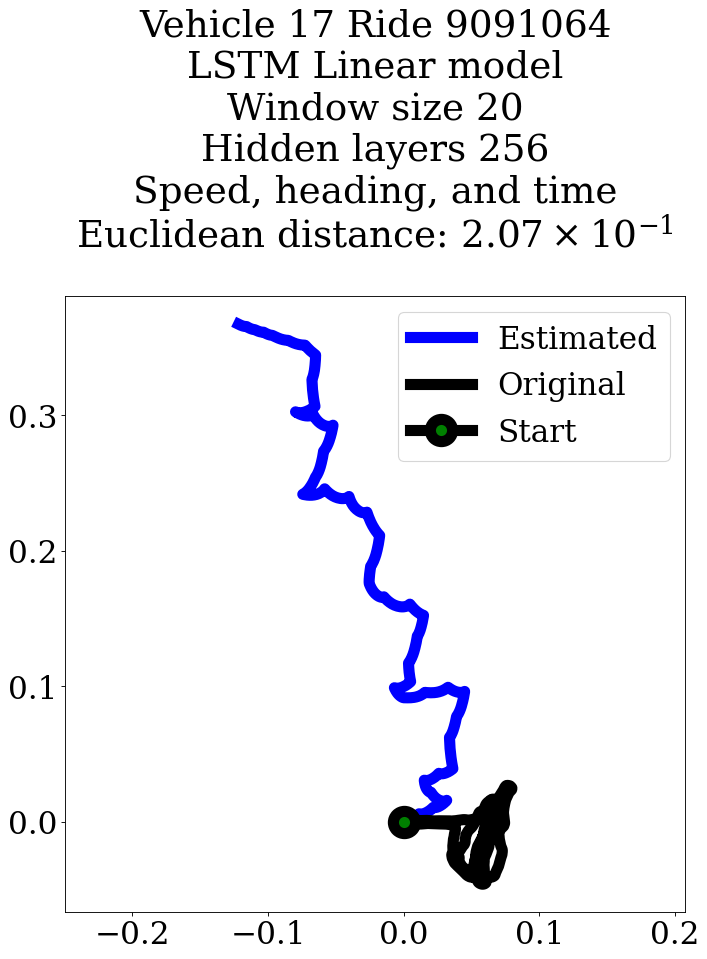 Vehicle 17 Ride 9091064
LSTM Linear model
Window size 20
Hidden layers 256
Speed, heading, and time
Euclidean distance: 2.07 × 10⁻¹
Estimated
Original
Start
0.3
0.2
0.1
0.0
−0.2
−0.1
0.0
0.1
0.2